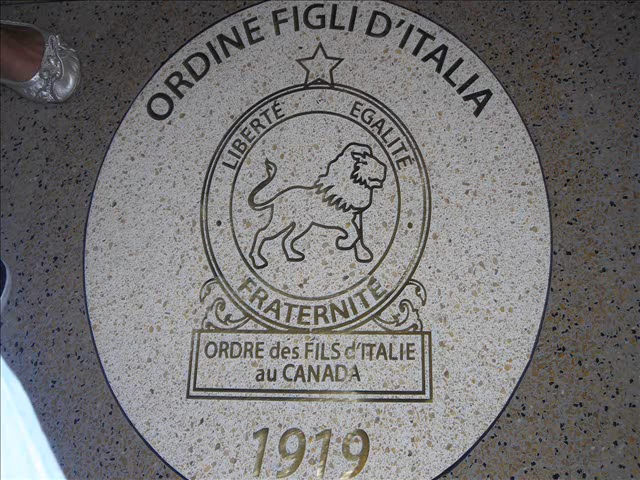 ORDINE FIGLI D'ITALIA
LIBERTÉ
EGALITÉ
FRATERNITÉ
ORDRE des FILS d'ITALIE
au CANADA
1919